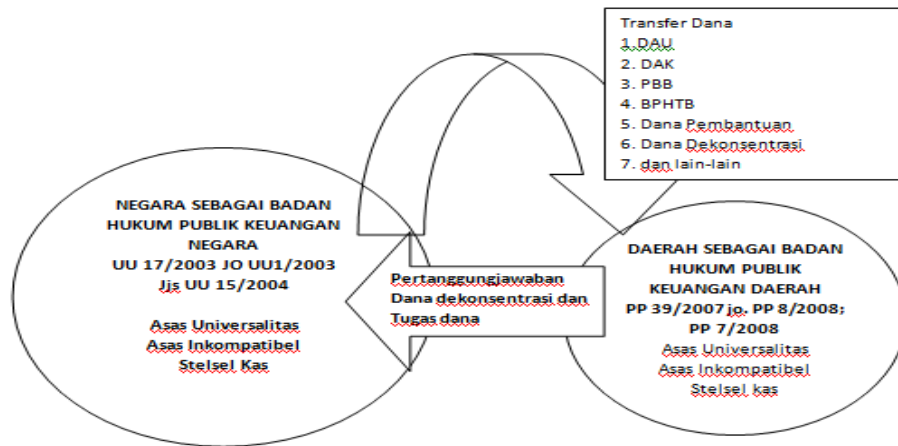 Transfer Dana
1.DAU
2. DAK
3. PBB
4. BPHTB
5. Dana Pembantuan
6. Dana Dekonsentrasi
7. dan lain-lain
NEGARA SEBAGAI BADAN
HUKUM PUBLIK KEUANGAN
NEGARA
UU 17/2003 JO UU1/2003
Jjs UU 15/2004
Asas Universalitas
Asas Inkompatibel
Stelsel Kas
Pertanggungjawaban
Dana dekonsentrasi dan
Tugas dana
DAERAH SEBAGAI BADAN
HUKUM PUBLIK
KEUANGAN DAERAH
PP 39/2007 jo. PP 8/2008;
PP 7/2008
Asas Universalitas
Asas Inkompatibel
Stelsel kas